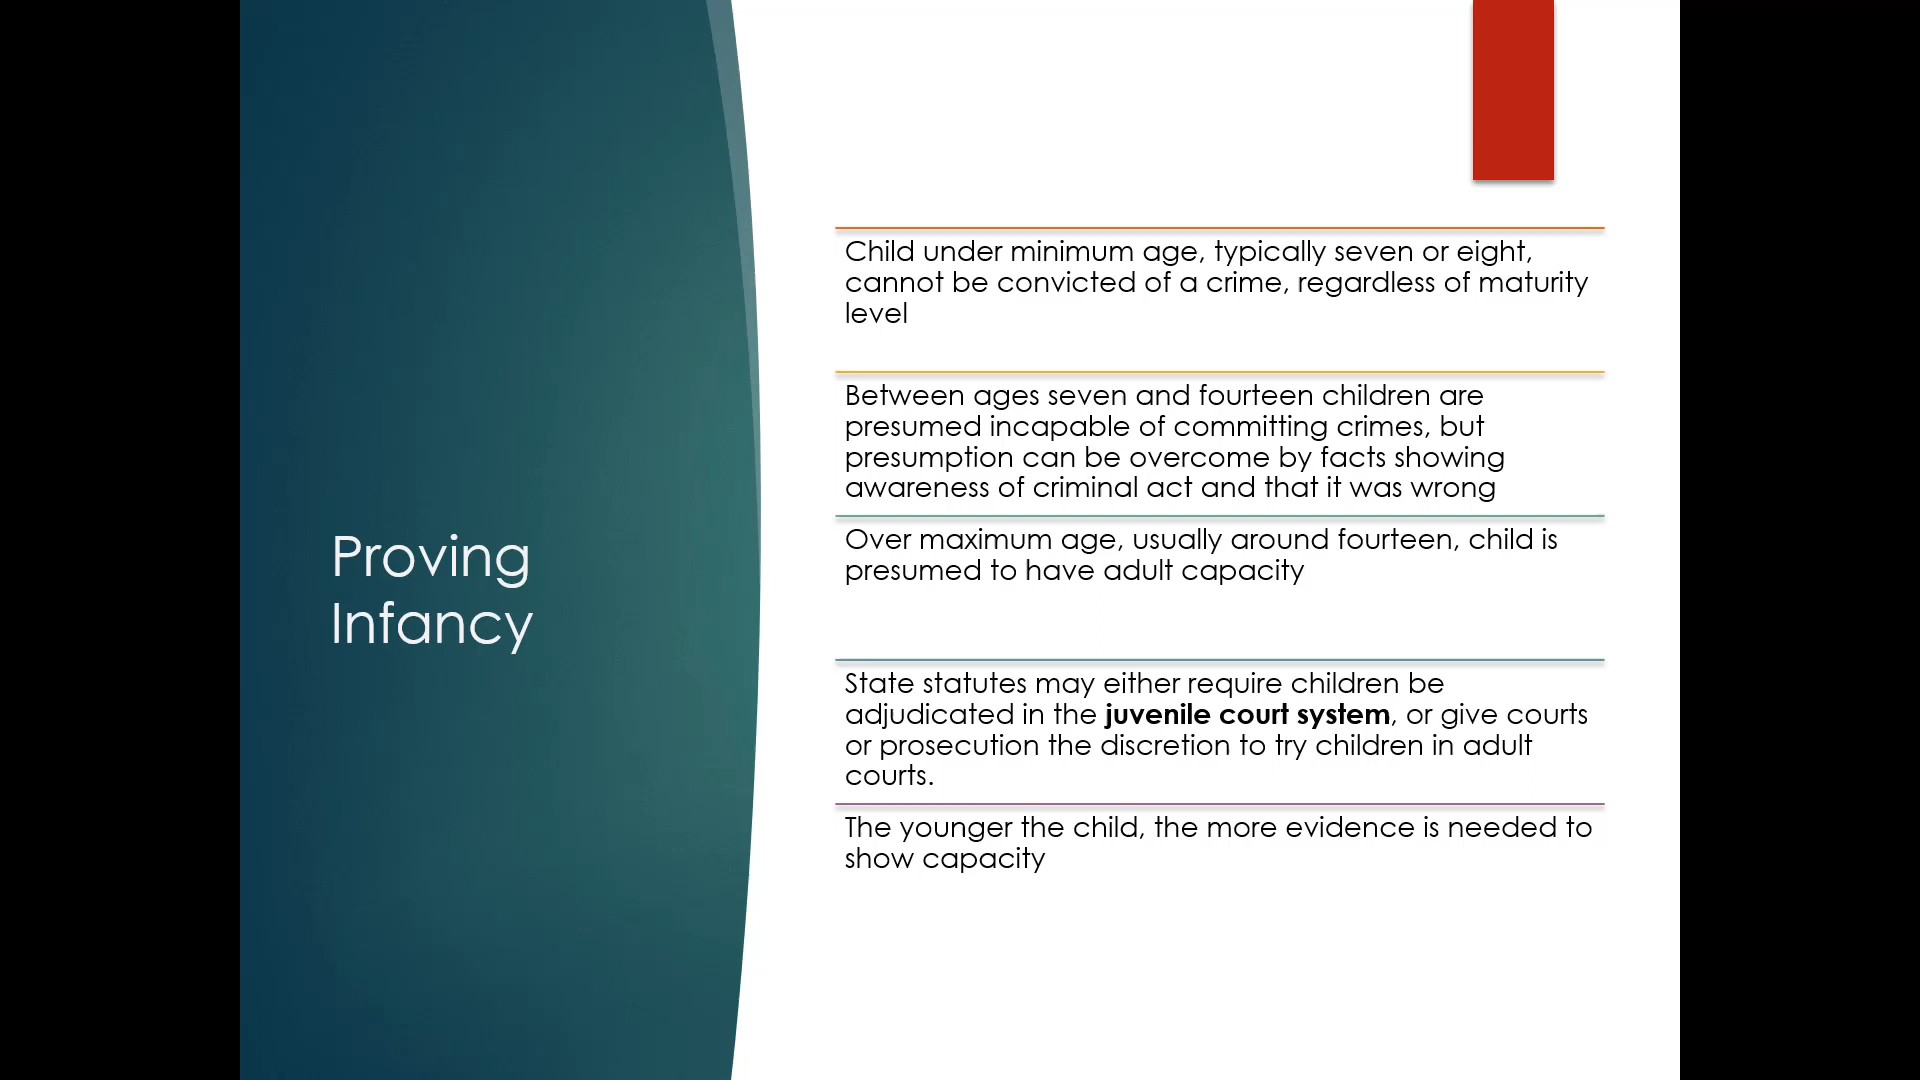 Proving
Infancy
Child under minimum age, typically seven or eight,
cannot be convicted of a crime, regardless of maturity
level
Between ages seven and fourteen children are
presumed incapable of committing crimes, but
presumption can be overcome by facts showing
awareness of criminal act and that it was wrong
Over maximum age, usually around fourteen, child is
presumed to have adult capacity
State statutes may either require children be
adjudicated in the juvenile court system, or give courts
or prosecution the discretion to try children in adult
courts.
The younger the child, the more evidence is needed to
show capacity